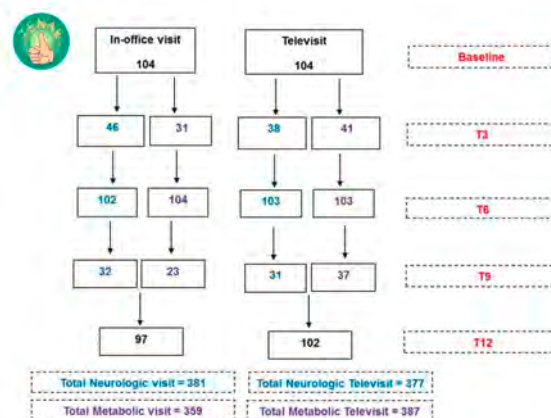 In-office visit
104
Televisit
104
Baseline
46
31
38
41
T3
102
104
103
103
T6
32
23
31
37
T9
97
102
T12
Total Neurologic visit = 381
Total Neurologic Televisit = 377
Total Metabolic visit = 359
Total Metabolic Televisit = 387